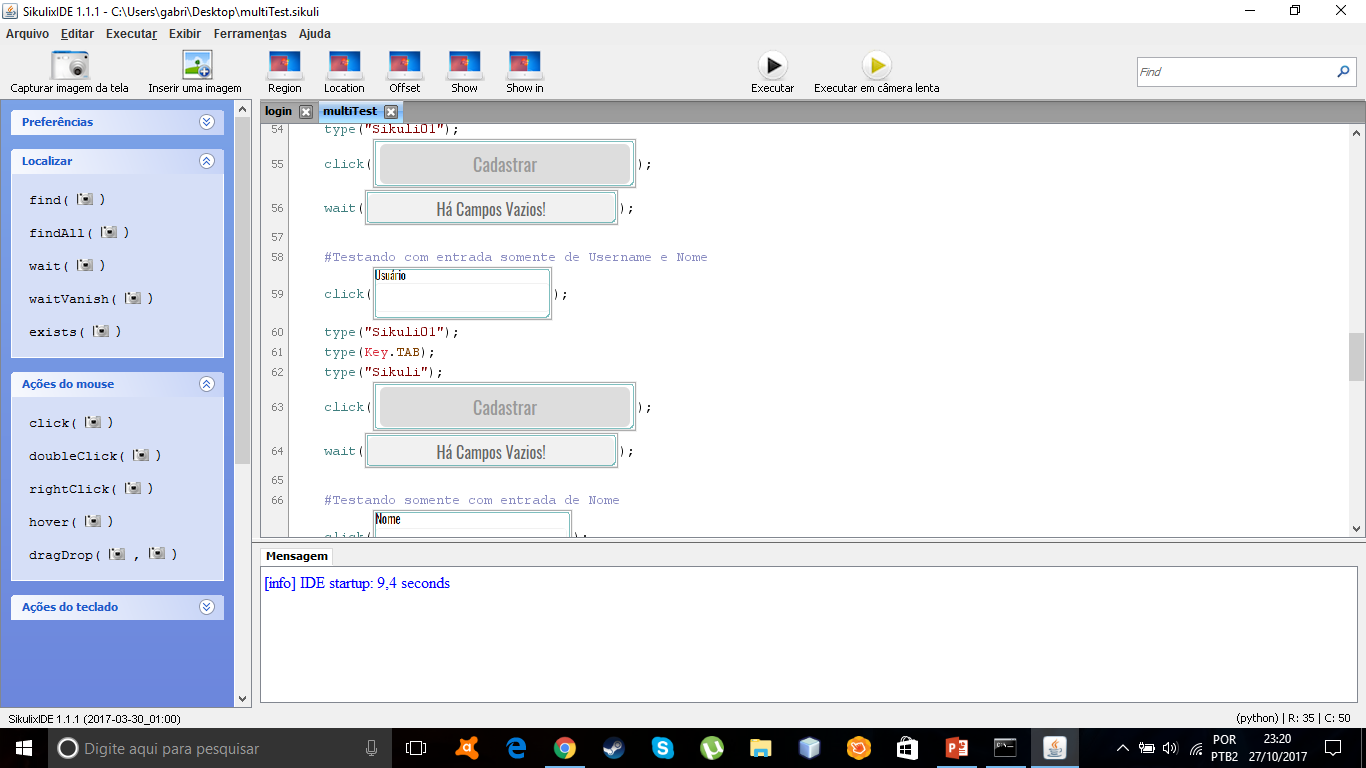 SikulixIDE 1.1.1 - C:\Users\gabri\Desktop\multiTest.sikuli
Arquivo Editar Executar Exibir Ferramentas Ajuda
Capturar imagem da tela Inserir uma imagem Region Location Offset Show Show in Executar Executar em câmera lenta Find
Preferências
Localizar
find( )
findAll( )
wait( )
waitVanish( )
exists( )
Ações do mouse
click( )
doubleClick( )
rightClick( )
hover( )
dragDrop( , )
Ações do teclado
login multiTest
54 type("Sikuli01");
55 click( Cadastrar );
56 wait( Há Campos Vazios! );
57
58 #Testando com entrada somente de Username e Nome
59 click( Usuário );
60 type("Sikuli01");
61 type(Key.TAB);
62 type("Sikuli");
63 click( Cadastrar );
64 wait( Há Campos Vazios! );
65
66 #Testando somente com entrada de Nome
click( Nome );
Mensagem
[info] IDE startup: 9,4 seconds
SikulixIDE 1.1.1 (2017-03-30_01:00) (python) | R: 35 | C: 50
Digite aqui para pesquisar
POR
PTB2
23:20
27/10/2017